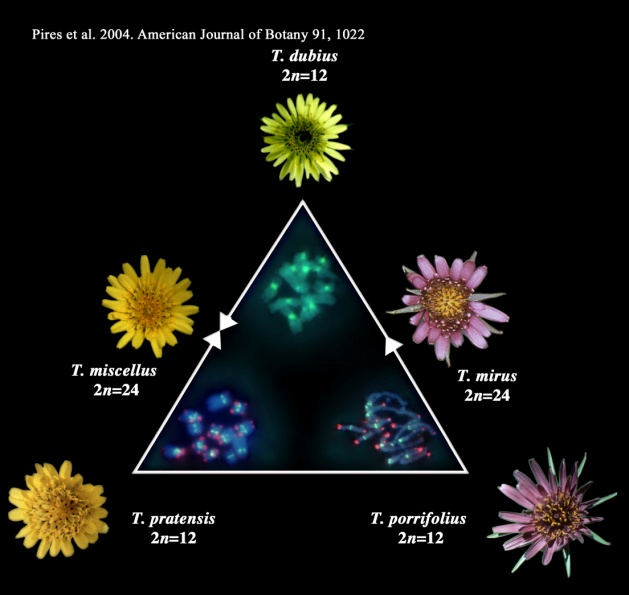 Pires et al. 2004. American Journal of Botany 91, 1022
T. dubius
2n=12
T. miscellus
2n=24
T. mirus
2n=24
T. pratensis
2n=12
T. porrifolius
2n=12